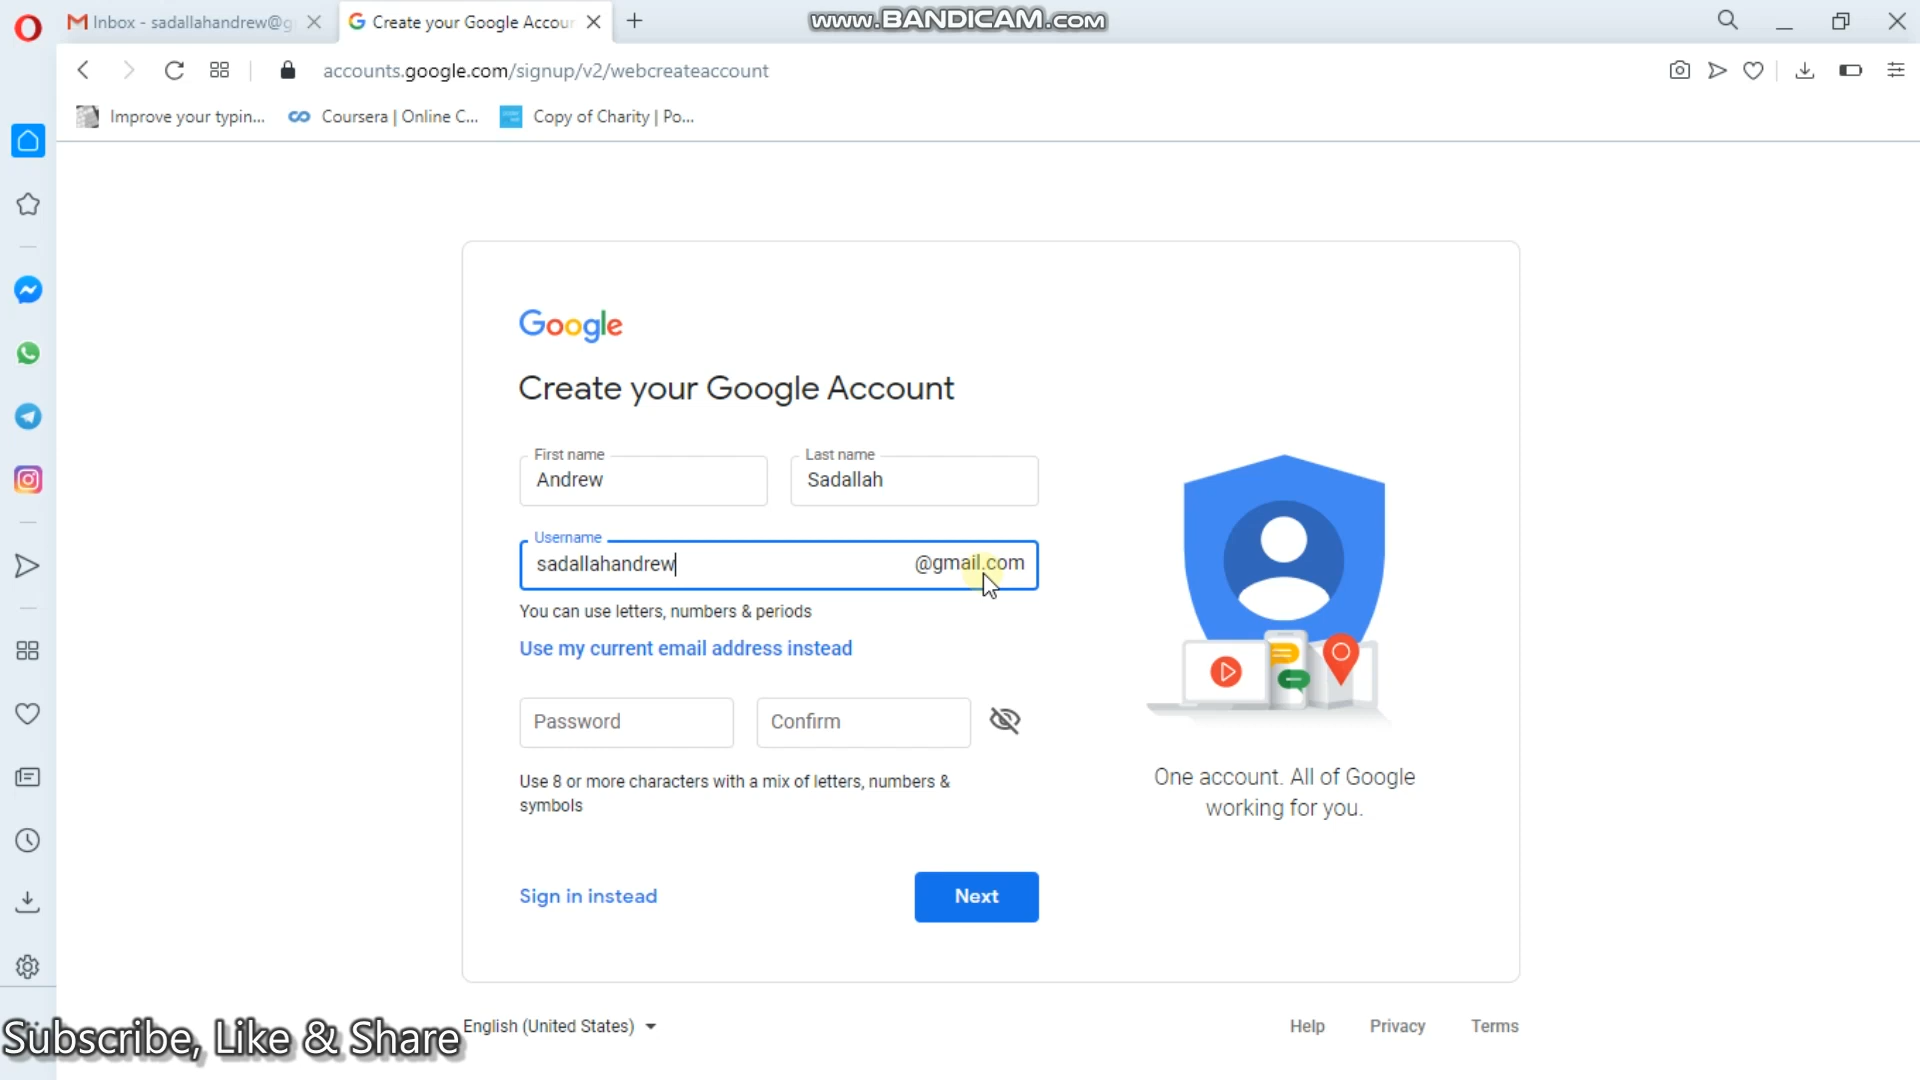 Inbox - sadallahandrew@g
Create your Google Accour
www.BANDICAM.com
accounts.google.com/signup/v2/webcreateaccount
Improve your typin...
Coursera | Online C...
Copy of Charity | Po...
Google
Create your Google Account
First name
Andrew
Last name
Sadallah
Username
sadallahandrew
@gmail.com
You can use letters, numbers & periods
Use my current email address instead
Password
Confirm
Use 8 or more characters with a mix of letters, numbers &
symbols
One account. All of Google
working for you.
Sign in instead
Next
Subscribe, Like & Share
English (United States)
Help
Privacy
Terms